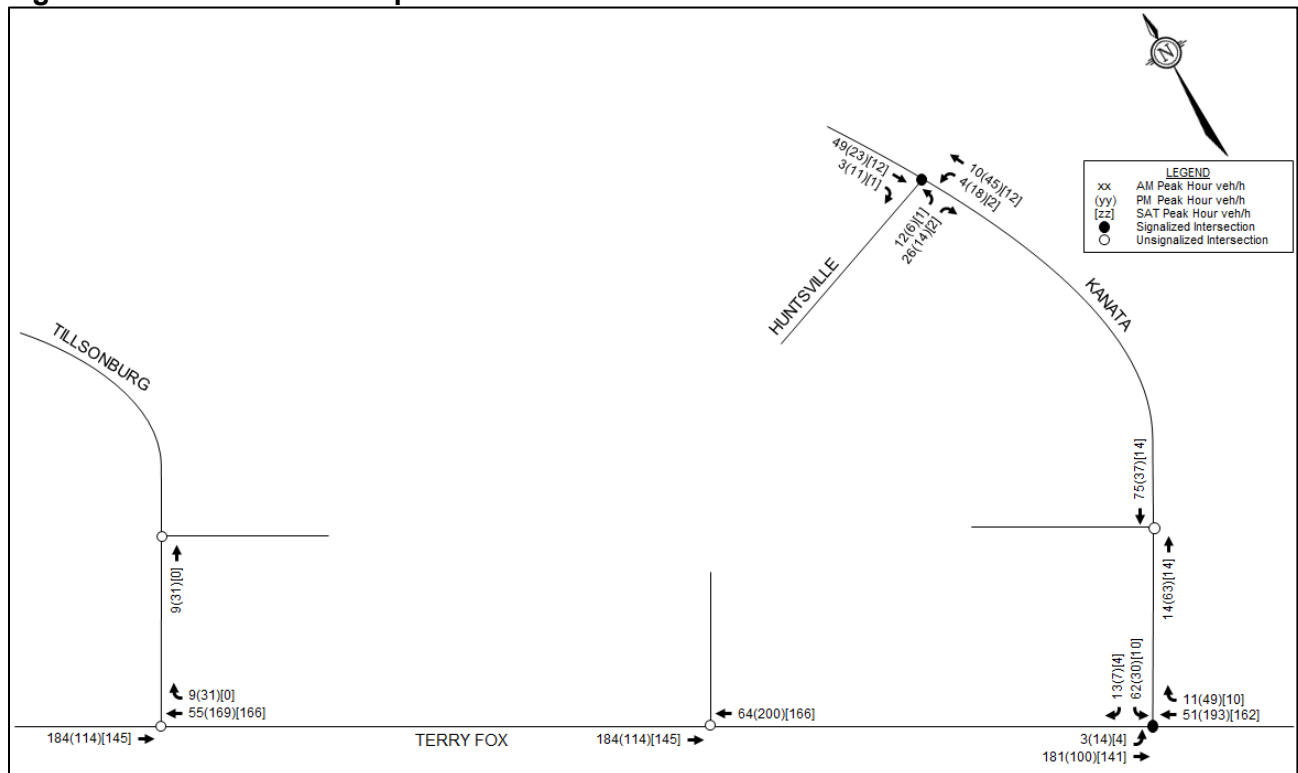 N
49(23)[12]
3(11)[1]
10(45)[12]
4(18)[2]
12(6)[1]
26(14)[2]
LEGEND
xx AM Peak Hour veh/h
(yy) PM Peak Hour veh/h
[zz] SAT Peak Hour veh/h
Signalized Intersection
Unsignalized Intersection
HUNTSVILLE
KANATA
TILLSONBURG
75(37)[14]
9(31)[0]
14(63)[14]
13(7)[4]
62(30)[10]
9(31)[0]
55(169)[166]
64(200)[166]
11(49)[10]
51(193)[162]
184(114)[145]
TERRY FOX
184(114)[145]
3(14)[4]
181(100)[141]